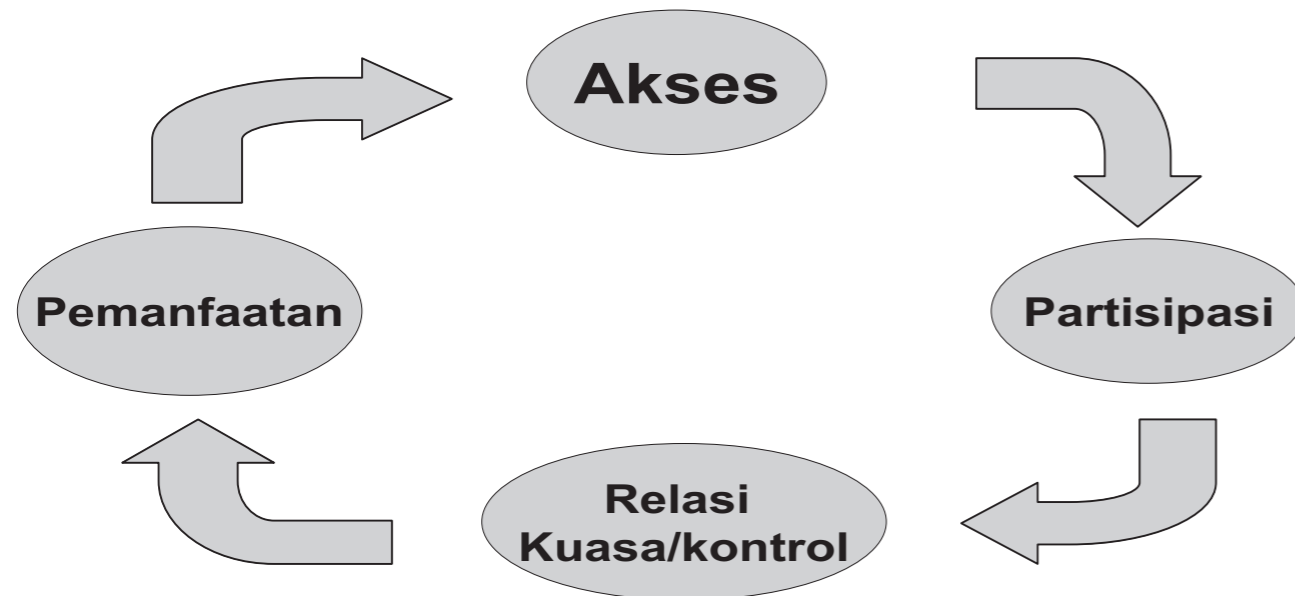 Akses
Pemanfaatan
Partisipasi
Relasi
Kuasa/kontrol